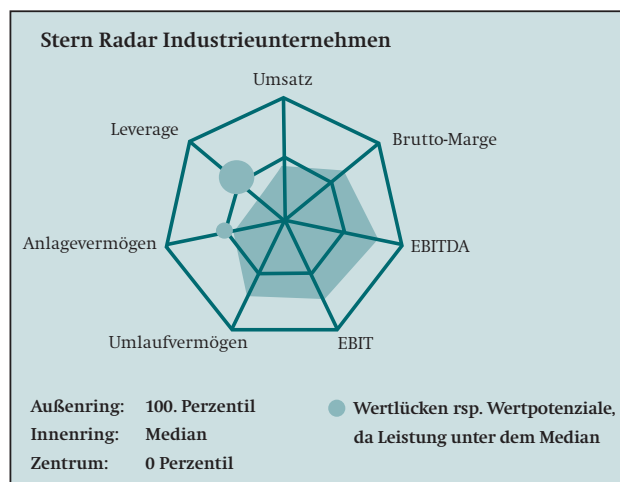 Stern Radar Industrieunternehmen
Umsatz
Leverage
Brutto-Marge
Anlagevermögen
EBITDA
Umlaufvermögen
EBIT
Außenring: 100. Perzentil
Innenring: Median
Zentrum: 0 Perzentil
Wertlücken rsp. Wertpotenziale,
da Leistung unter dem Median